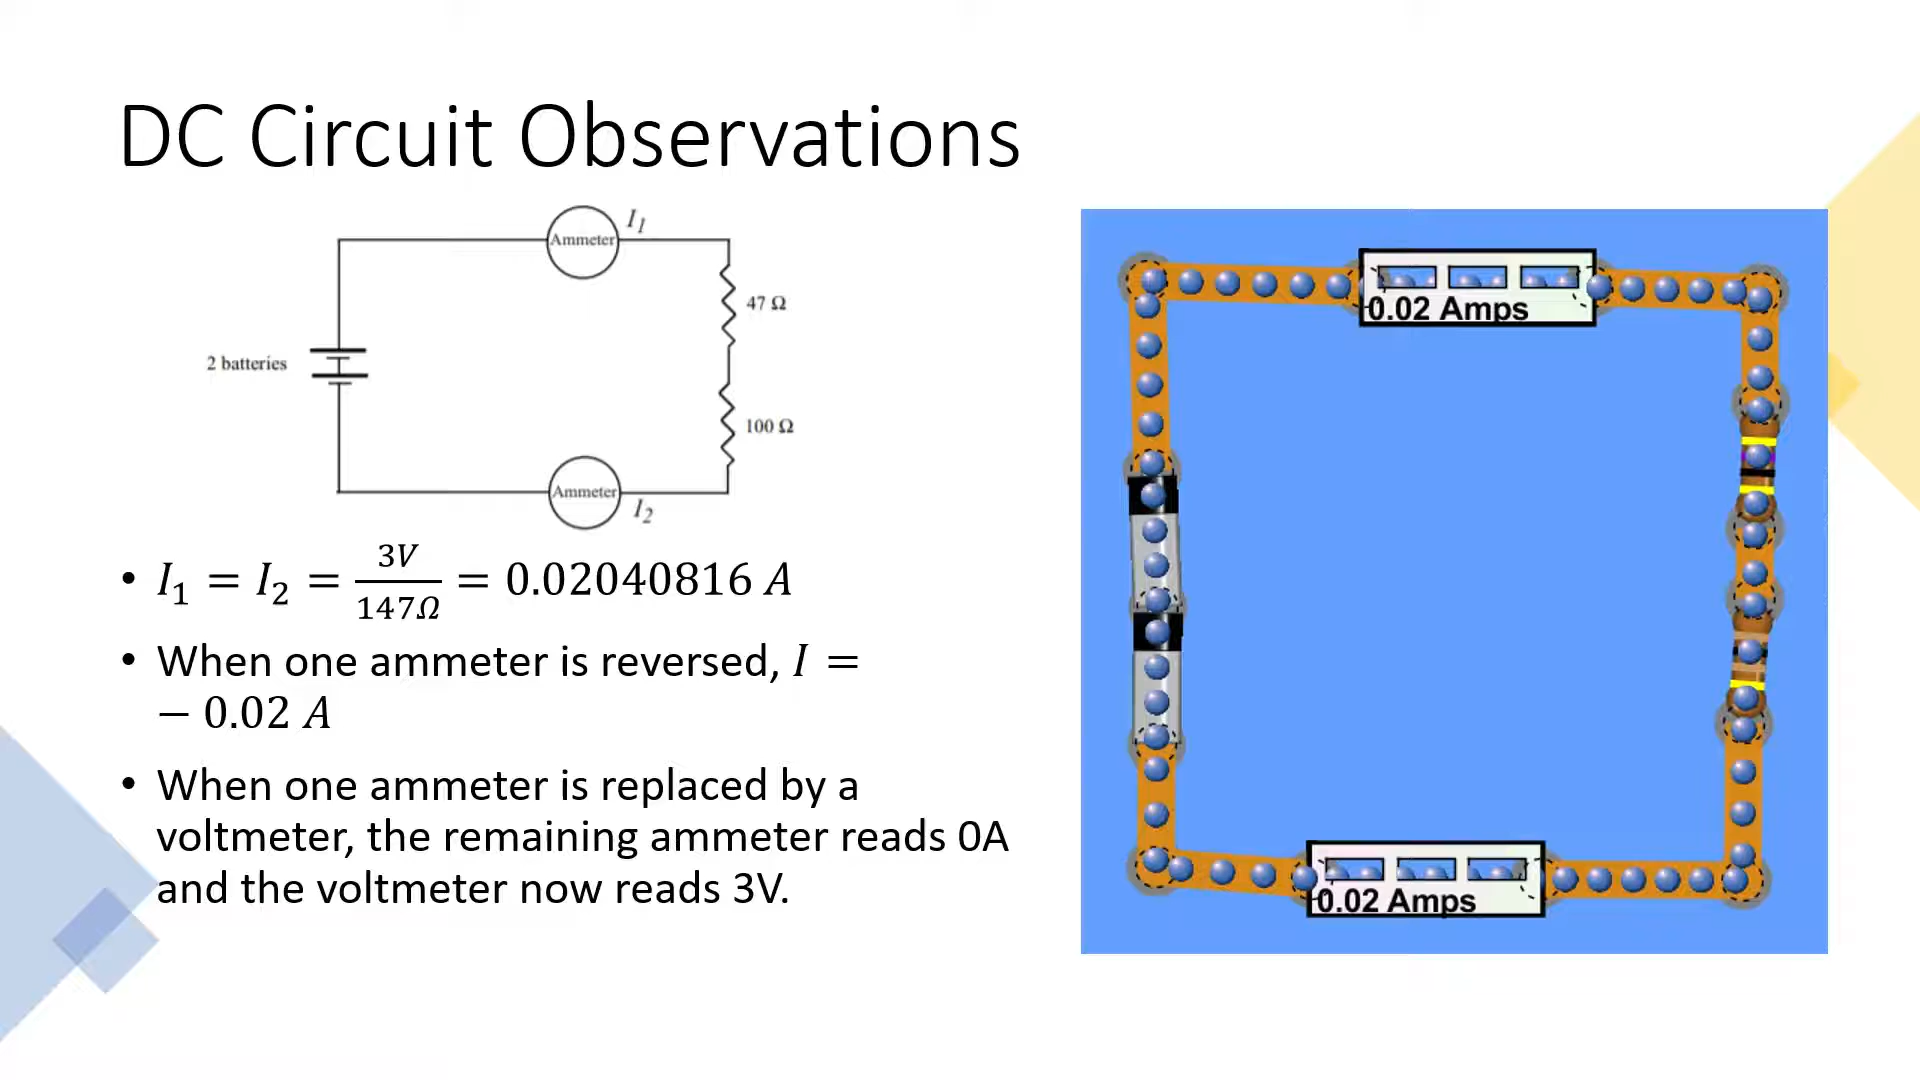 DC Circuit Observations
Ammeter I₁
47 Ω
2 batteries
100 Ω
Ammeter I₂
• I₁ = I₂ = 3V/147Ω = 0.02040816 A
• When one ammeter is reversed, I =
− 0.02 A
• When one ammeter is replaced by a
voltmeter, the remaining ammeter reads 0A
and the voltmeter now reads 3V.
0.02 Amps
0.02 Amps